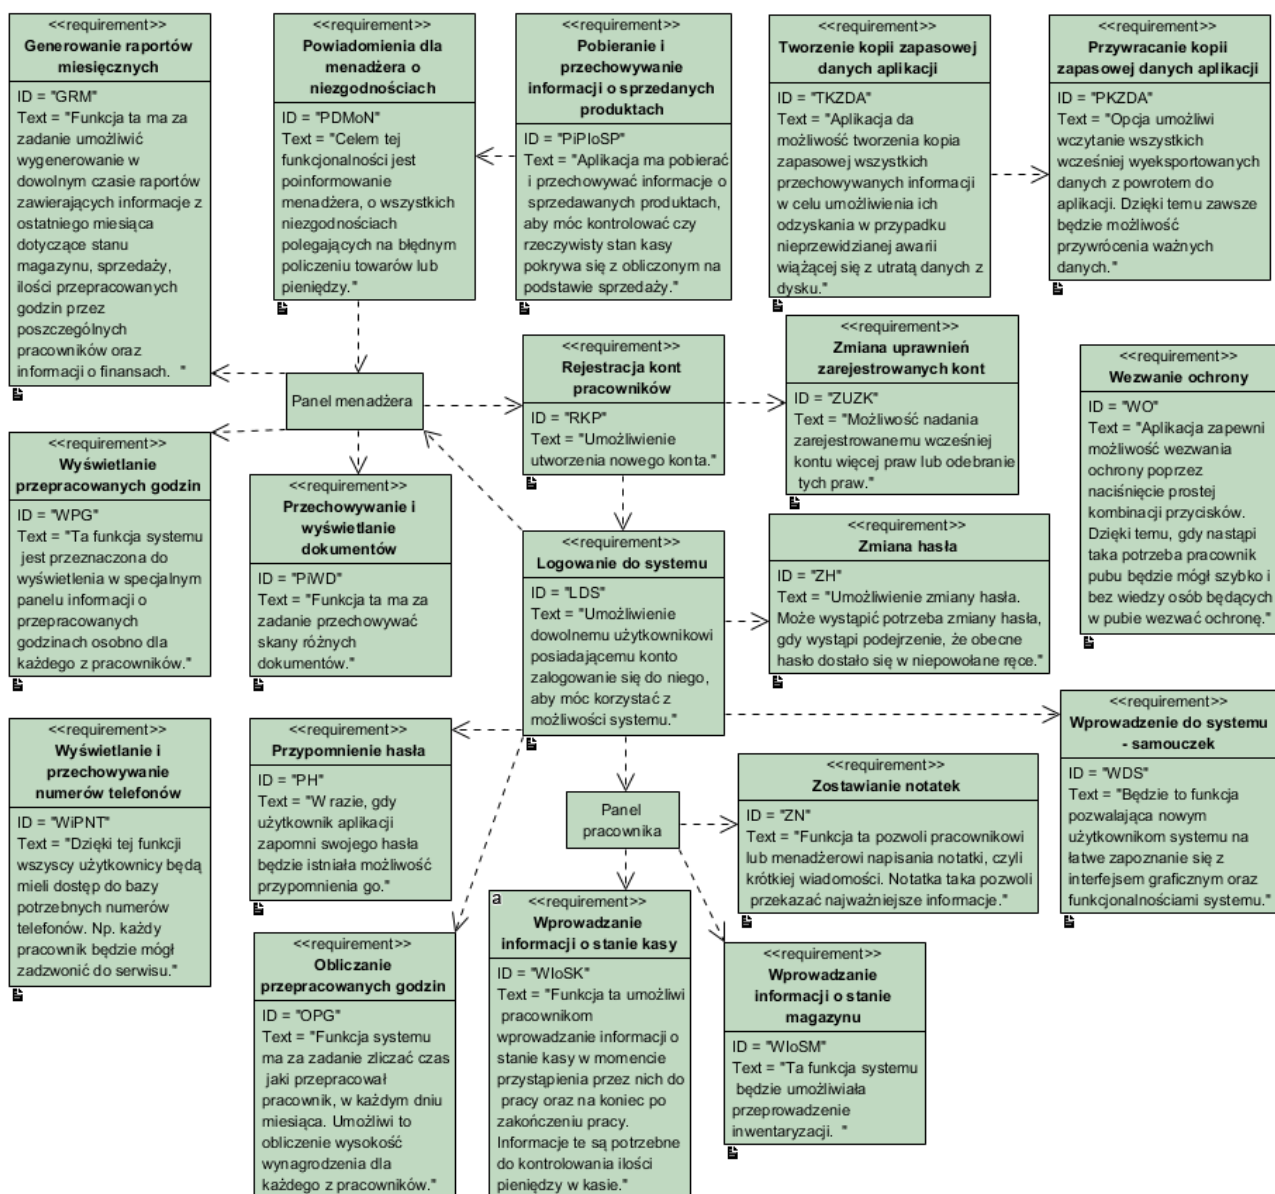 <<requirement>>
Generowanie raportów
miesięcznych
ID = "GRM"
Text = "Funkcja ta ma za
zadanie umożliwić
wygenerowanie w
dowolnym czasie raportów
zawierających informacje z
ostatniego miesiąca
dotyczące stanu
magazynu, sprzedaży,
ilości przepracowanych
godzin przez
poszczególnych
pracowników oraz
informacji o finansach. "
<<requirement>>
Powiadomienia dla
menadżera o
niezgodnościach
ID = "PDMoN"
Text = "Celem tej
funkcjonalności jest
poinformowanie
menadżera, o wszystkich
niezgodnościach
polegających na błędnym
policzeniu towarów lub
pieniędzy."
<<requirement>>
Pobieranie i
przechowywanie
informacji o sprzedanych
produktach
ID = "PiPIoSP"
Text = "Aplikacja ma pobierać
i przechowywać informacje o
sprzedawanych produktach,
aby móc kontrolować czy
rzeczywisty stan kasy
pokrywa się z obliczonym na
podstawie sprzedaży."
<<requirement>>
Tworzenie kopii zapasowej
danych aplikacji
ID = "TKZDA"
Text = "Aplikacja da
możliwość tworzenia kopia
zapasowej wszystkich
przechowywanych informacji
w celu umożliwienia ich
odzyskania w przypadku
nieprzewidzianej awarii
wiążącej się z utratą danych z
dysku."
<<requirement>>
Przywracanie kopii
zapasowej danych aplikacji
ID = "PKZDA"
Text = "Opcja umożliwi
wczytanie wszystkich
wcześniej wyeksportowanych
danych z powrotem do
aplikacji. Dzięki temu zawsze
będzie możliwość
przywrócenia ważnych
danych."
Panel menadżera
<<requirement>>
Rejestracja kont
pracowników
ID = "RKP"
Text = "Umożliwienie
utworzenia nowego konta."
<<requirement>>
Zmiana uprawnień
zarejestrowanych kont
ID = "ZUZK"
Text = "Możliwość nadania
zarejestrowanemu wcześniej
kontu więcej praw lub odebranie
tych praw."
<<requirement>>
Wezwanie ochrony
ID = "WO"
Text = "Aplikacja zapewni
możliwość wezwania
ochrony poprzez
naciśnięcie prostej
kombinacji przycisków.
Dzięki temu, gdy nastąpi
taka potrzeba pracownik
pubu będzie mógł szybko i
bez wiedzy osób będących
w pubie wezwać ochronę."
<<requirement>>
Wyświetlanie
przepracowanych godzin
ID = "WPG"
Text = "Ta funkcja systemu
jest przeznaczona do
wyświetlenia w specjalnym
panelu informacji o
przepracowanych
godzinach osobno dla
każdego z pracowników."
<<requirement>>
Przechowywanie i
wyświetlanie
dokumentów
ID = "PiWD"
Text = "Funkcja ta ma za
zadanie przechowywać
skany różnych
dokumentów."
<<requirement>>
Logowanie do systemu
ID = "LDS"
Text = "Umożliwienie
dowolnemu użytkownikowi
posiadającemu konto
zalogowanie się do niego,
aby móc korzystać z
możliwości systemu."
<<requirement>>
Zmiana hasła
ID = "ZH"
Text = "Umożliwienie zmiany hasła.
Może wystąpić potrzeba zmiany hasła,
gdy wystąpi podejrzenie, że obecne
hasło dostało się w niepowołane ręce."
<<requirement>>
Wyświetlanie i
przechowywanie
numerów telefonów
ID = "WiPNT"
Text = "Dzięki tej funkcji
wszyscy użytkownicy będą
mieli dostęp do bazy
potrzebnych numerów
telefonów. Np. każdy
pracownik będzie mógł
zadzwonić do serwisu."
<<requirement>>
Przypomnienie hasła
ID = "PH"
Text = "W razie, gdy
użytkownik aplikacji
zapomni swojego hasła
będzie istniała możliwość
przypomnienia go."
Panel
pracownika
<<requirement>>
Zostawianie notatek
ID = "ZN"
Text = "Funkcja ta pozwoli pracownikowi
lub menadżerowi napisania notatki, czyli
krótkiej wiadomości. Notatka taka pozwoli
przekazać najważniejsze informacje."
<<requirement>>
Wprowadzenie do systemu
- samouczek
ID = "WDS"
Text = "Będzie to funkcja
pozwalająca nowym
użytkownikom systemu na
łatwe zapoznanie się z
interfejsem graficznym oraz
funkcjonalnościami systemu."
<<requirement>>
Obliczanie
przepracowanych godzin
ID = "OPG"
Text = "Funkcja systemu
ma za zadanie zliczać czas
jaki przepracował
pracownik, w każdym dniu
miesiąca. Umożliwi to
obliczenie wysokość
wynagrodzenia dla
każdego z pracowników."
a
<<requirement>>
Wprowadzanie
informacji o stanie kasy
ID = "WIoSK"
Text = "Funkcja ta umożliwi
pracownikom
wprowadzanie informacji o
stanie kasy w momencie
przystąpienia przez nich do
pracy oraz na koniec po
zakończeniu pracy.
Informacje te są potrzebne
do kontrolowania ilości
pieniędzy w kasie."
<<requirement>>
Wprowadzanie
informacji o stanie
magazynu
ID = "WIoSM"
Text = "Ta funkcja systemu
będzie umożliwiała
przeprowadzenie
inwentaryzacji. "